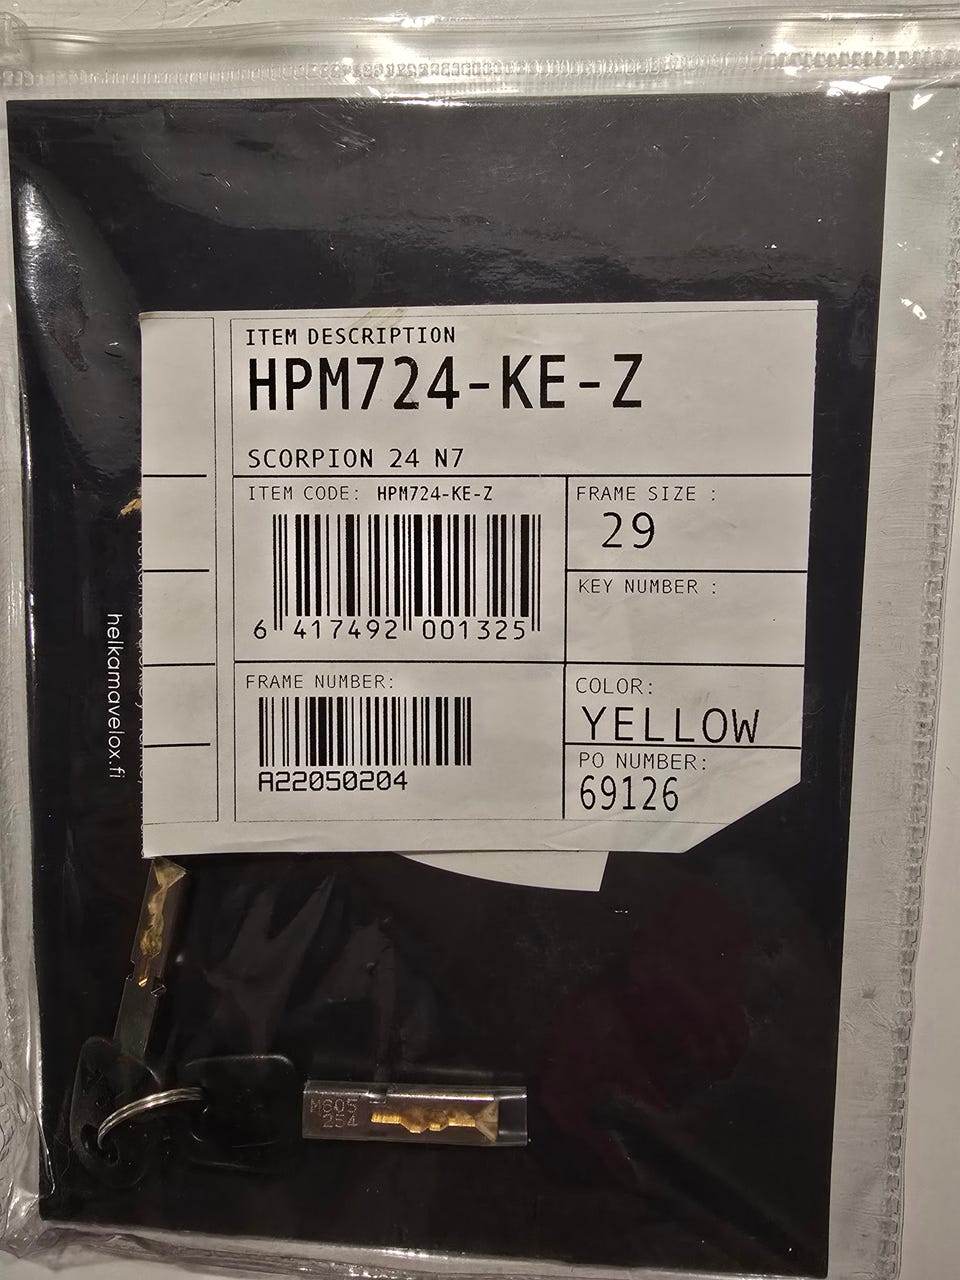 ITEM DESCRIPTION
HPM724-KE-Z
SCORPION 24 N7
ITEM CODE: HPM724-KE-Z
6 417492 001325
FRAME SIZE :
29
KEY NUMBER :
FRAME NUMBER:
A22050204
COLOR:
YELLOW
PO NUMBER:
69126
helkamavelox.fi
M605
254